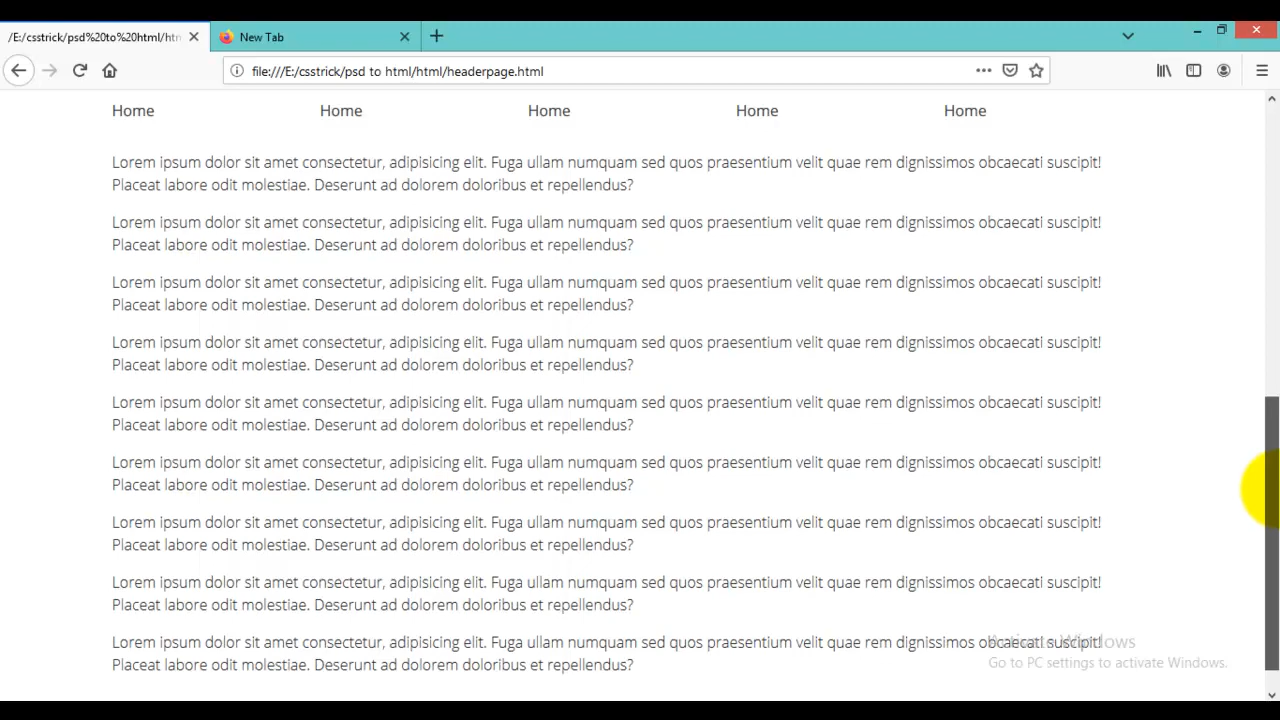 /E:/csstrick/psd%20to%20html/htn
New Tab
file:///E:/csstrick/psd to html/html/headerpage.html
Home Home Home Home Home
Lorem ipsum dolor sit amet consectetur, adipisicing elit. Fuga ullam numquam sed quos praesentium velit quae rem dignissimos obcaecati suscipit!
Placeat labore odit molestiae. Deserunt ad dolorem doloribus et repellendus?
Lorem ipsum dolor sit amet consectetur, adipisicing elit. Fuga ullam numquam sed quos praesentium velit quae rem dignissimos obcaecati suscipit!
Placeat labore odit molestiae. Deserunt ad dolorem doloribus et repellendus?
Lorem ipsum dolor sit amet consectetur, adipisicing elit. Fuga ullam numquam sed quos praesentium velit quae rem dignissimos obcaecati suscipit!
Placeat labore odit molestiae. Deserunt ad dolorem doloribus et repellendus?
Lorem ipsum dolor sit amet consectetur, adipisicing elit. Fuga ullam numquam sed quos praesentium velit quae rem dignissimos obcaecati suscipit!
Placeat labore odit molestiae. Deserunt ad dolorem doloribus et repellendus?
Lorem ipsum dolor sit amet consectetur, adipisicing elit. Fuga ullam numquam sed quos praesentium velit quae rem dignissimos obcaecati suscipit!
Placeat labore odit molestiae. Deserunt ad dolorem doloribus et repellendus?
Lorem ipsum dolor sit amet consectetur, adipisicing elit. Fuga ullam numquam sed quos praesentium velit quae rem dignissimos obcaecati suscipit!
Placeat labore odit molestiae. Deserunt ad dolorem doloribus et repellendus?
Lorem ipsum dolor sit amet consectetur, adipisicing elit. Fuga ullam numquam sed quos praesentium velit quae rem dignissimos obcaecati suscipit!
Placeat labore odit molestiae. Deserunt ad dolorem doloribus et repellendus?
Lorem ipsum dolor sit amet consectetur, adipisicing elit. Fuga ullam numquam sed quos praesentium velit quae rem dignissimos obcaecati suscipit!
Placeat labore odit molestiae. Deserunt ad dolorem doloribus et repellendus?
Lorem ipsum dolor sit amet consectetur, adipisicing elit. Fuga ullam numquam sed quos praesentium velit quae rem dignissimos obcaecati suscipit!
Placeat labore odit molestiae. Deserunt ad dolorem doloribus et repellendus?
Activate Windows
Go to PC settings to activate Windows.